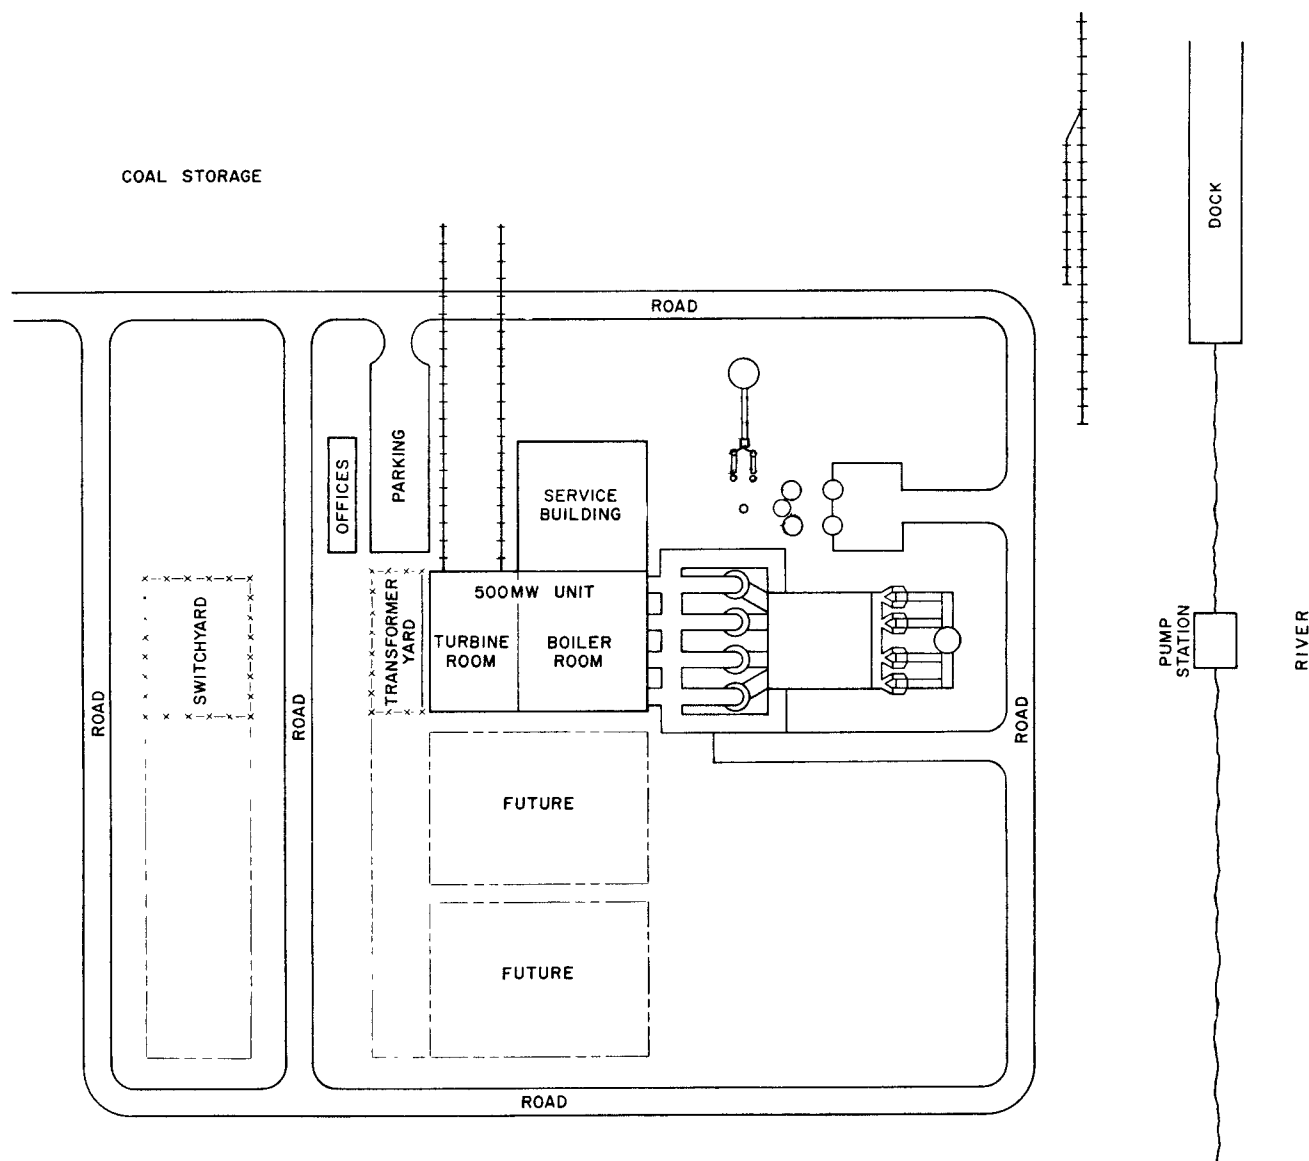 COAL STORAGE
DOCK
ROAD
PARKING
OFFICES
SERVICE
BUILDING
500MW UNIT
TURBINE
ROOM
BOILER
ROOM
TRANSFORMER
YARD
SWITCHYARD
PUMP
STATION
RIVER
ROAD
ROAD
ROAD
FUTURE
FUTURE
ROAD